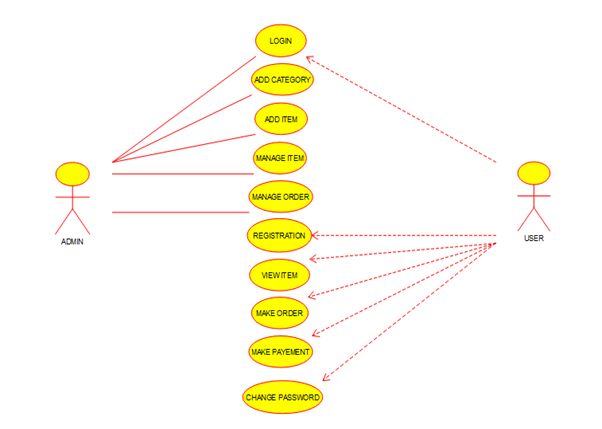 LOGIN
ADD CATEGORY
ADD ITEM
MANAGE ITEM
MANAGE ORDER
ADMIN
REGISTRATION
USER
VIEW ITEM
MAKE ORDER
MAKE PAYEMENT
CHANGE PASSWORD